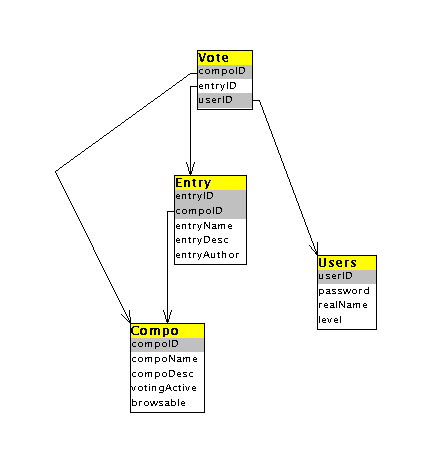 Vote
compoID
entryID
userID
Entry
entryID
compoID
entryName
entryDesc
entryAuthor
Users
userID
password
realName
level
Compo
compoID
compoName
compoDesc
votingActive
browsable